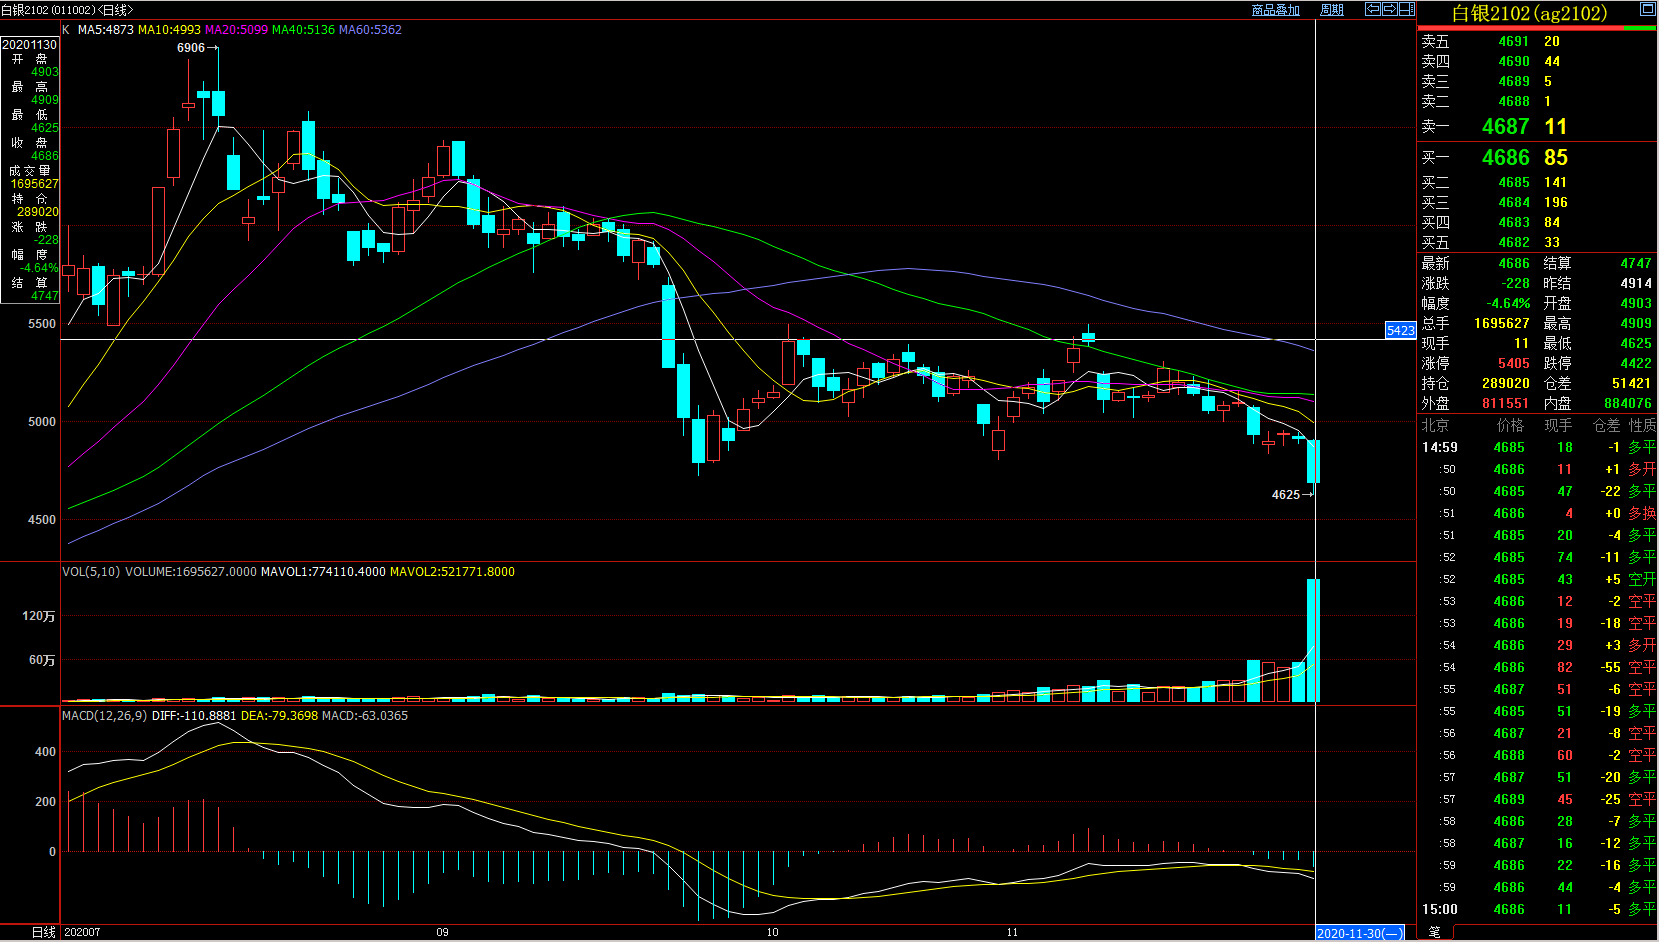 白银2102(011002)<日线>
商品叠加 周期
K MA5:4873 MA10:4993 MA20:5099 MA40:5136 MA60:5362
20201130
开 盘
4903
最 高
4909
最 低
4625
收 盘
4686
成交量
1695627
持 仓
289020
涨 跌
-228
幅 度
-4.64%
结 算
4747
6906→
5500
5423
5000
4625→
4500
VOL(5,10) VOLUME:1695627.0000 MAVOL1:774110.4000 MAVOL2:521771.8000
120万
60万
MACD(12,26,9) DIFF:-110.8881 DEA:-79.3698 MACD:-63.0365
400
200
0
日线 202007 09 10 11 2020-11-30(一)
白银2102(ag2102)
卖五 4691 20
卖四 4690 44
卖三 4689 5
卖二 4688 1
卖一 4687 11
买一 4686 85
买二 4685 141
买三 4684 196
买四 4683 84
买五 4682 33
最新 4686 结算 4747
涨跌 -228 昨结 4914
幅度 -4.64% 开盘 4903
总手 1695627 最高 4909
现手 11 最低 4625
涨停 5405 跌停 4422
持仓 289020 仓差 51421
外盘 811551 内盘 884076
北京 价格 现手 仓差 性质
14:59 4685 18 -1 多平
:50 4686 11 +1 多开
:50 4685 47 -22 多平
:51 4686 4 +0 多换
:51 4685 20 -4 多平
:52 4685 74 -11 多平
:52 4685 43 +5 空开
:53 4686 12 -2 空平
:53 4686 19 -18 空平
:54 4686 29 +3 多开
:54 4686 82 -55 空平
:55 4687 51 -6 空平
:55 4685 51 -19 多平
:56 4687 21 -8 空平
:56 4688 60 -2 空平
:57 4687 51 -20 多平
:57 4689 45 -25 空平
:58 4686 28 -7 多平
:58 4687 16 -12 多平
:59 4686 22 -16 多平
:59 4686 44 -4 多平
15:00 4686 11 -5 多平
笔